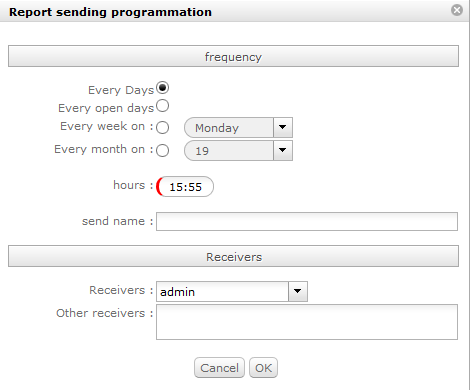 Report sending programmation
frequency
Every Days
Every open days
Every week on : Monday
Every month on : 19
hours : 15:55
send name :
Receivers
Receivers : admin
Other receivers :
Cancel OK